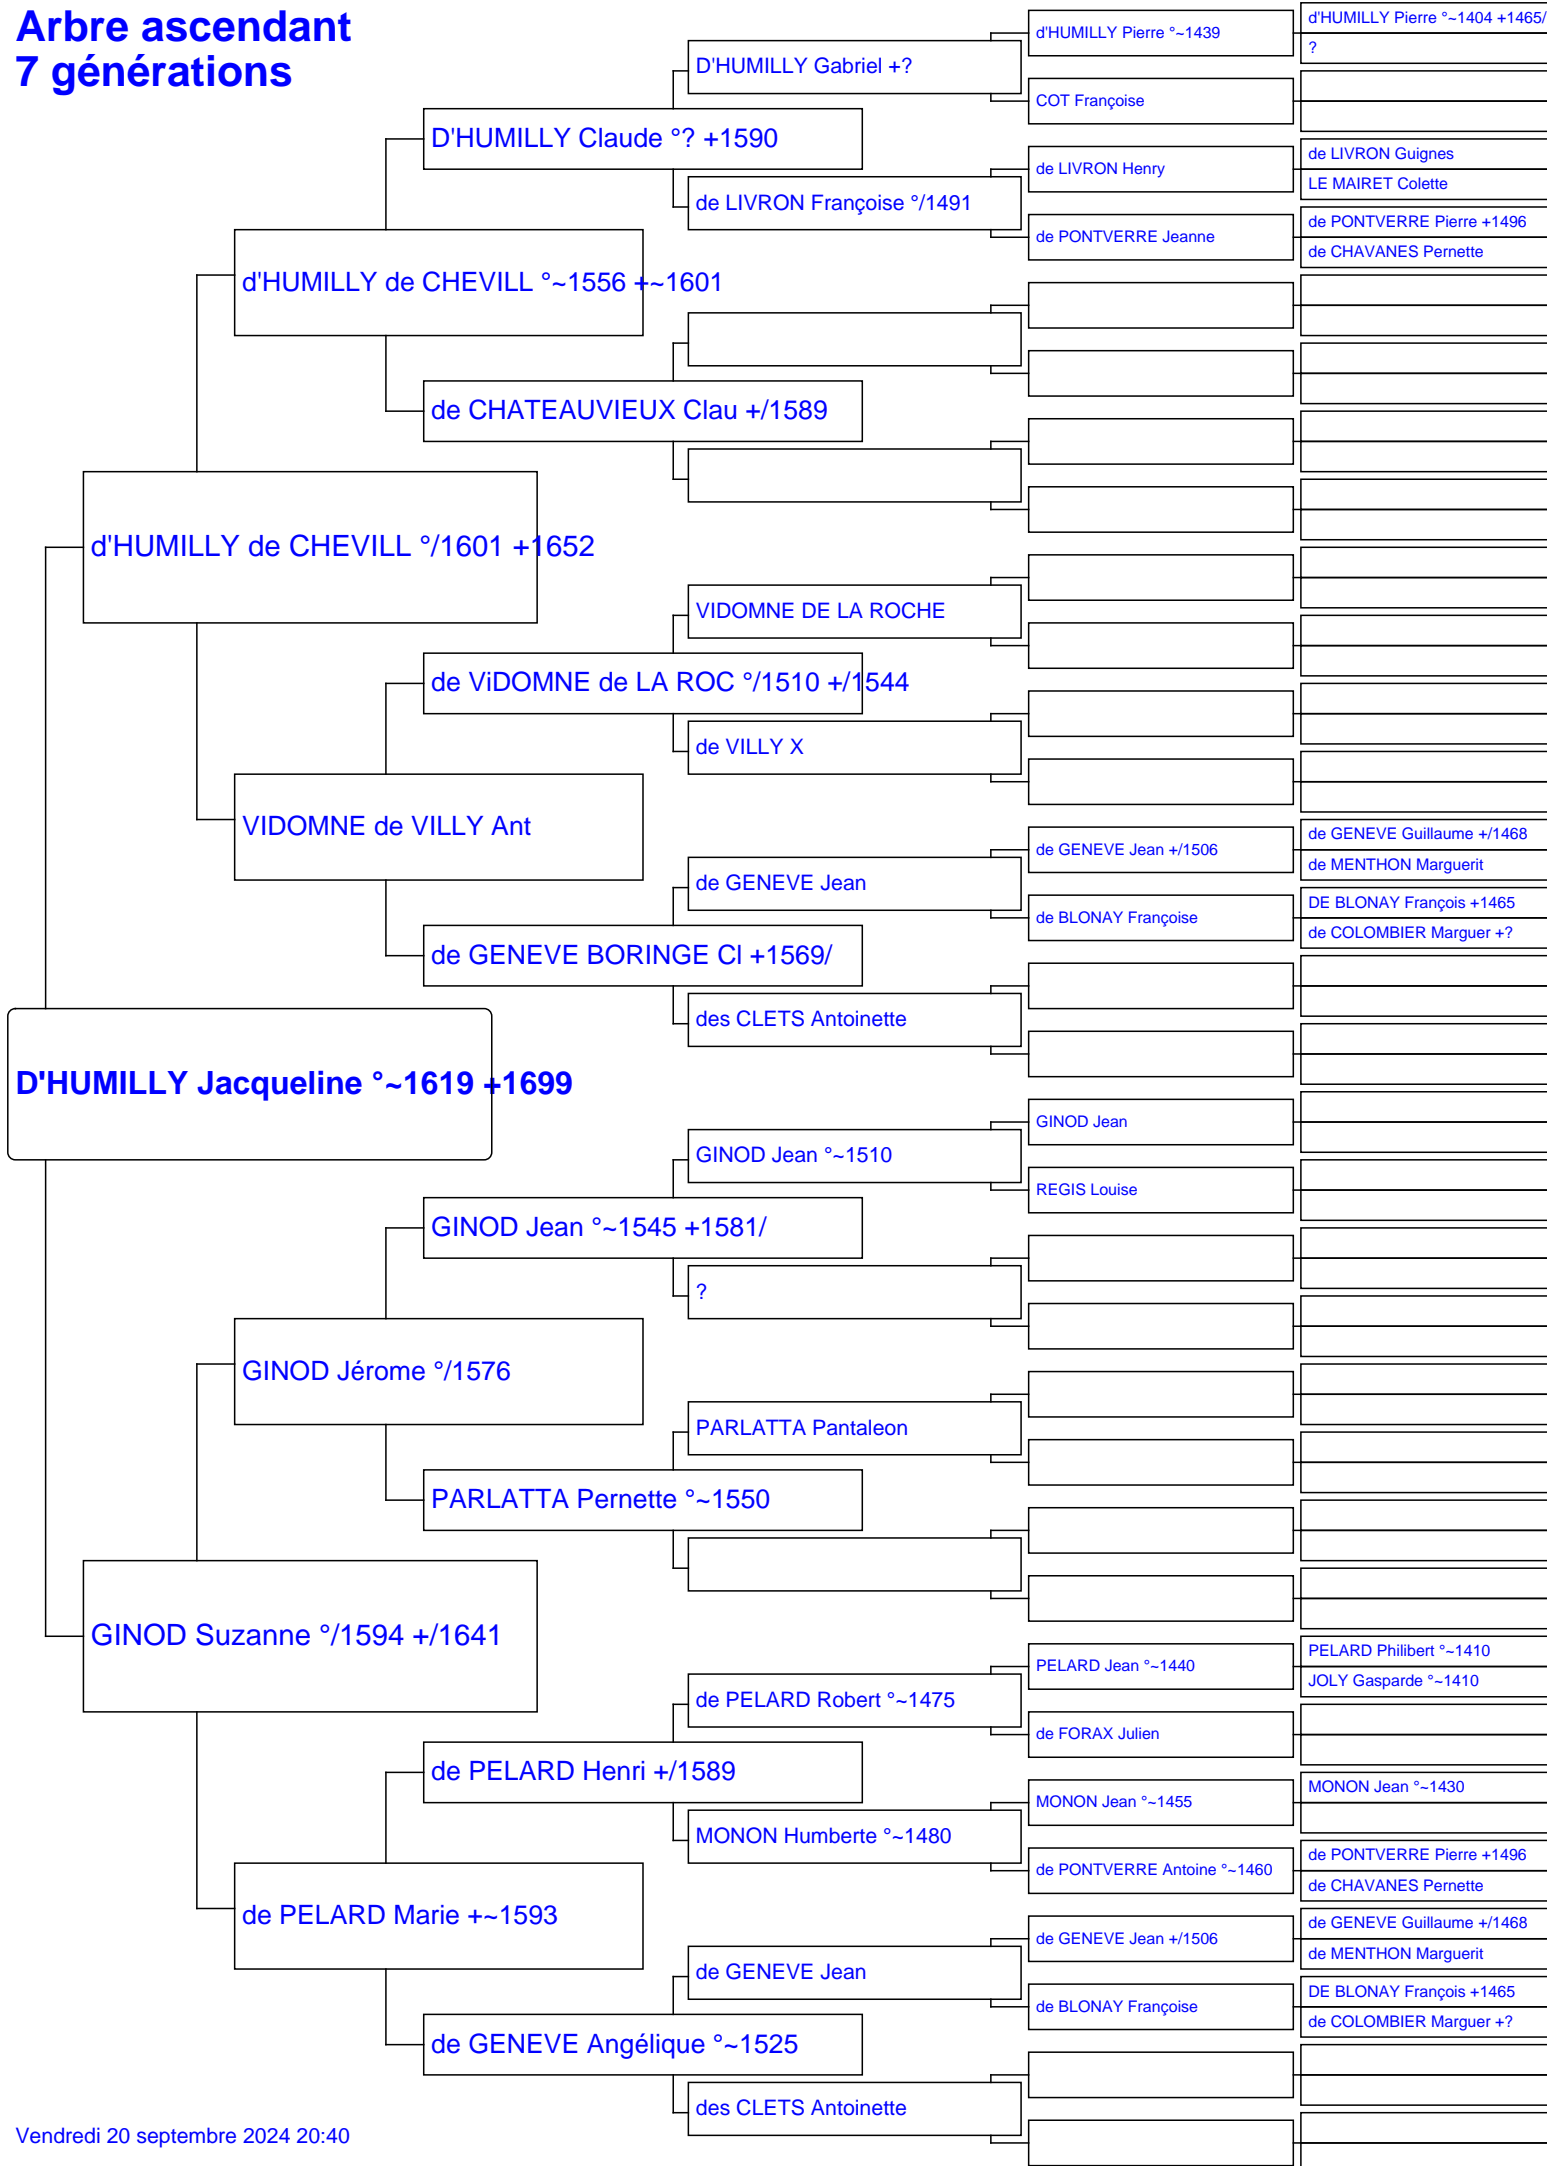 Arbre ascendant
7 générations
d'HUMILLY Pierre °~1404 +1465/
?
d'HUMILLY Pierre °~1439
D'HUMILLY Gabriel +?
COT Françoise
D'HUMILLY Claude °? +1590
de LIVRON Guignes
LE MAIRET Colette
de LIVRON Henry
de LIVRON Françoise °/1491
de PONTVERRE Pierre +1496
de CHAVANES Pernette
de PONTVERRE Jeanne
d'HUMILLY de CHEVILL °~1556 +~1601
de CHATEAUVIEUX Clau +/1589
d'HUMILLY de CHEVILL °/1601 +1652
VIDOMNE DE LA ROCHE
de ViDOMNE de LA ROC °/1510 +/1544
de VILLY X
VIDOMNE de VILLY Ant
de GENEVE Guillaume +/1468
de MENTHON Marguerit
de GENEVE Jean +/1506
de GENEVE Jean
DE BLONAY François +1465
de COLOMBIER Marguer +?
de BLONAY Françoise
de GENEVE BORINGE Cl +1569/
des CLETS Antoinette
D'HUMILLY Jacqueline °~1619 +1699
GINOD Jean
GINOD Jean °~1510
REGIS Louise
GINOD Jean °~1545 +1581/
?
GINOD Jérome °/1576
PARLATTA Pantaleon
PARLATTA Pernette °~1550
GINOD Suzanne °/1594 +/1641
PELARD Philibert °~1410
JOLY Gasparde °~1410
PELARD Jean °~1440
de PELARD Robert °~1475
de FORAX Julien
de PELARD Henri +/1589
MONON Jean °~1430
MONON Jean °~1455
MONON Humberte °~1480
de PONTVERRE Pierre +1496
de CHAVANES Pernette
de PONTVERRE Antoine °~1460
de PELARD Marie +~1593
de GENEVE Guillaume +/1468
de MENTHON Marguerit
de GENEVE Jean +/1506
de GENEVE Jean
DE BLONAY François +1465
de COLOMBIER Marguer +?
de BLONAY Françoise
de GENEVE Angélique °~1525
des CLETS Antoinette
Vendredi 20 septembre 2024 20:40